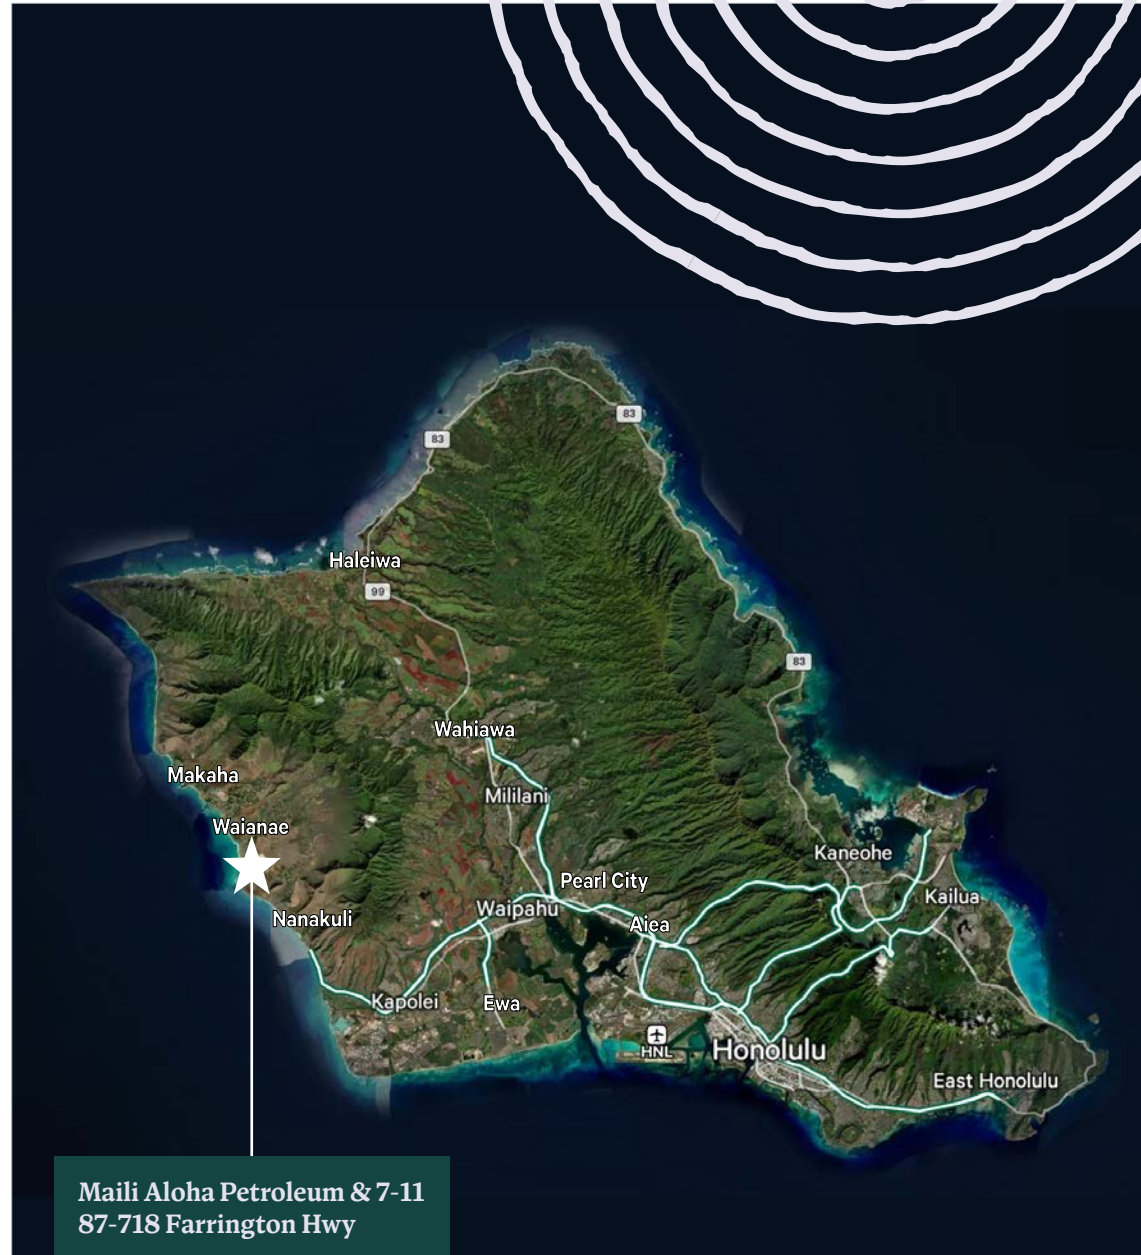 83
83
Haleiwa
99
83
Wahiawa
Makaha
Mililani
Waianae
Kaneohe
Pearl City
Kailua
Waipahu
Nanakuli
Aiea
Kapolei
Ewa
HNL
Honolulu
East Honolulu
Maili Aloha Petroleum & 7-11
87-718 Farrington Hwy